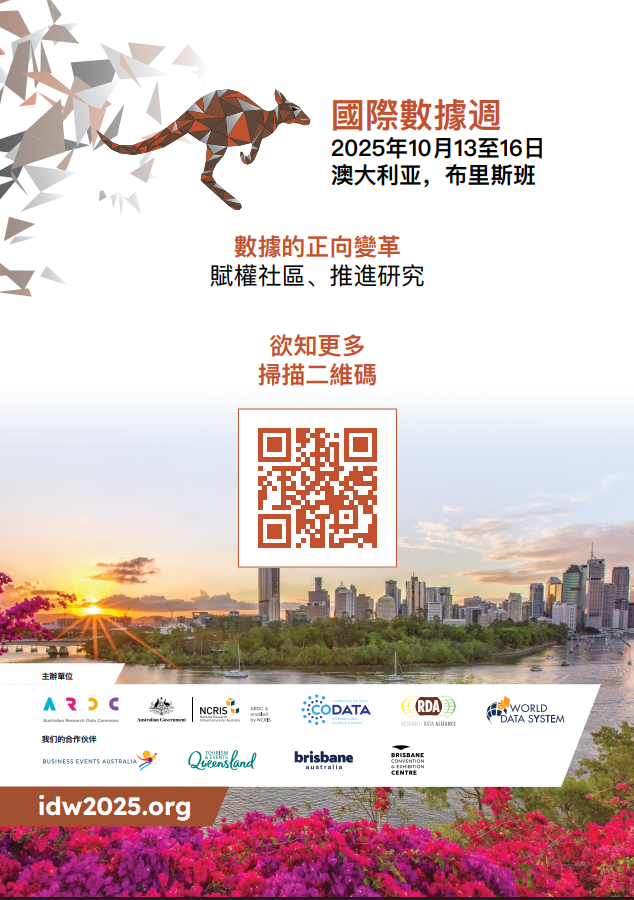 國際數據週
2025年10月13至16日
澳大利亚，布里斯班
數據的正向變革
賦權社區、推進研究
欲知更多
掃描二維碼
主辦單位
ARDC
Australian Research Data Commons
Australian Government
NCRIS
National Research
Infrastructure for Australia
ARDC is
enabled
by NCRIS
CODATA
RDA
RESEARCH DATA ALLIANCE
WORLD
DATA SYSTEM
我们的合作伙伴
BUSINESS EVENTS AUSTRALIA
TOURISM
& EVENTS
Queensland
brisbane
australia
BRISBANE
CONVENTION
& EXHIBITION
CENTRE
idw2025.org